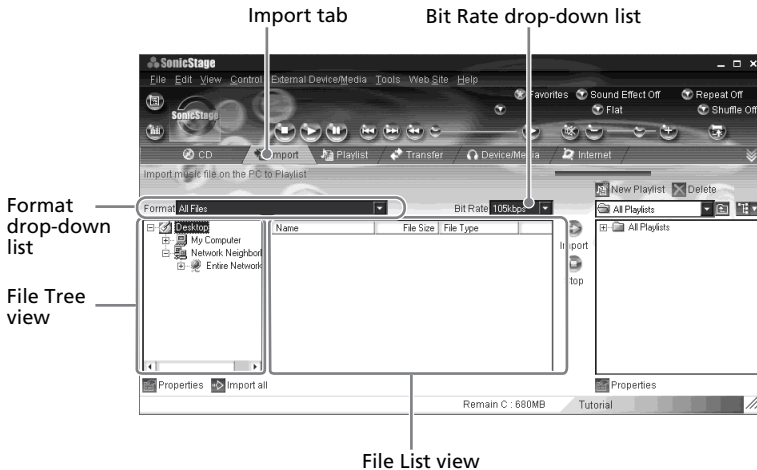 Import tab
Bit Rate drop-down list
SonicStage
File Edit View Control External Device/Media Tools Web Site Help
Favorites Sound Effect Off Repeat Off
SonicStage
Flat Shuffle Off
CD Import Playlist Transfer Device/Media Internet
Import music file on the PC to Playlist
New Playlist Delete
Format drop-down list
Format All Files
Bit Rate 105kbps
All Playlists
Desktop
My Computer
Network Neighborh
Entire Network
Name File Size File Type
Import
Stop
All Playlists
File Tree view
Properties Import all
Properties
Remain C : 680MB Tutorial
File List view